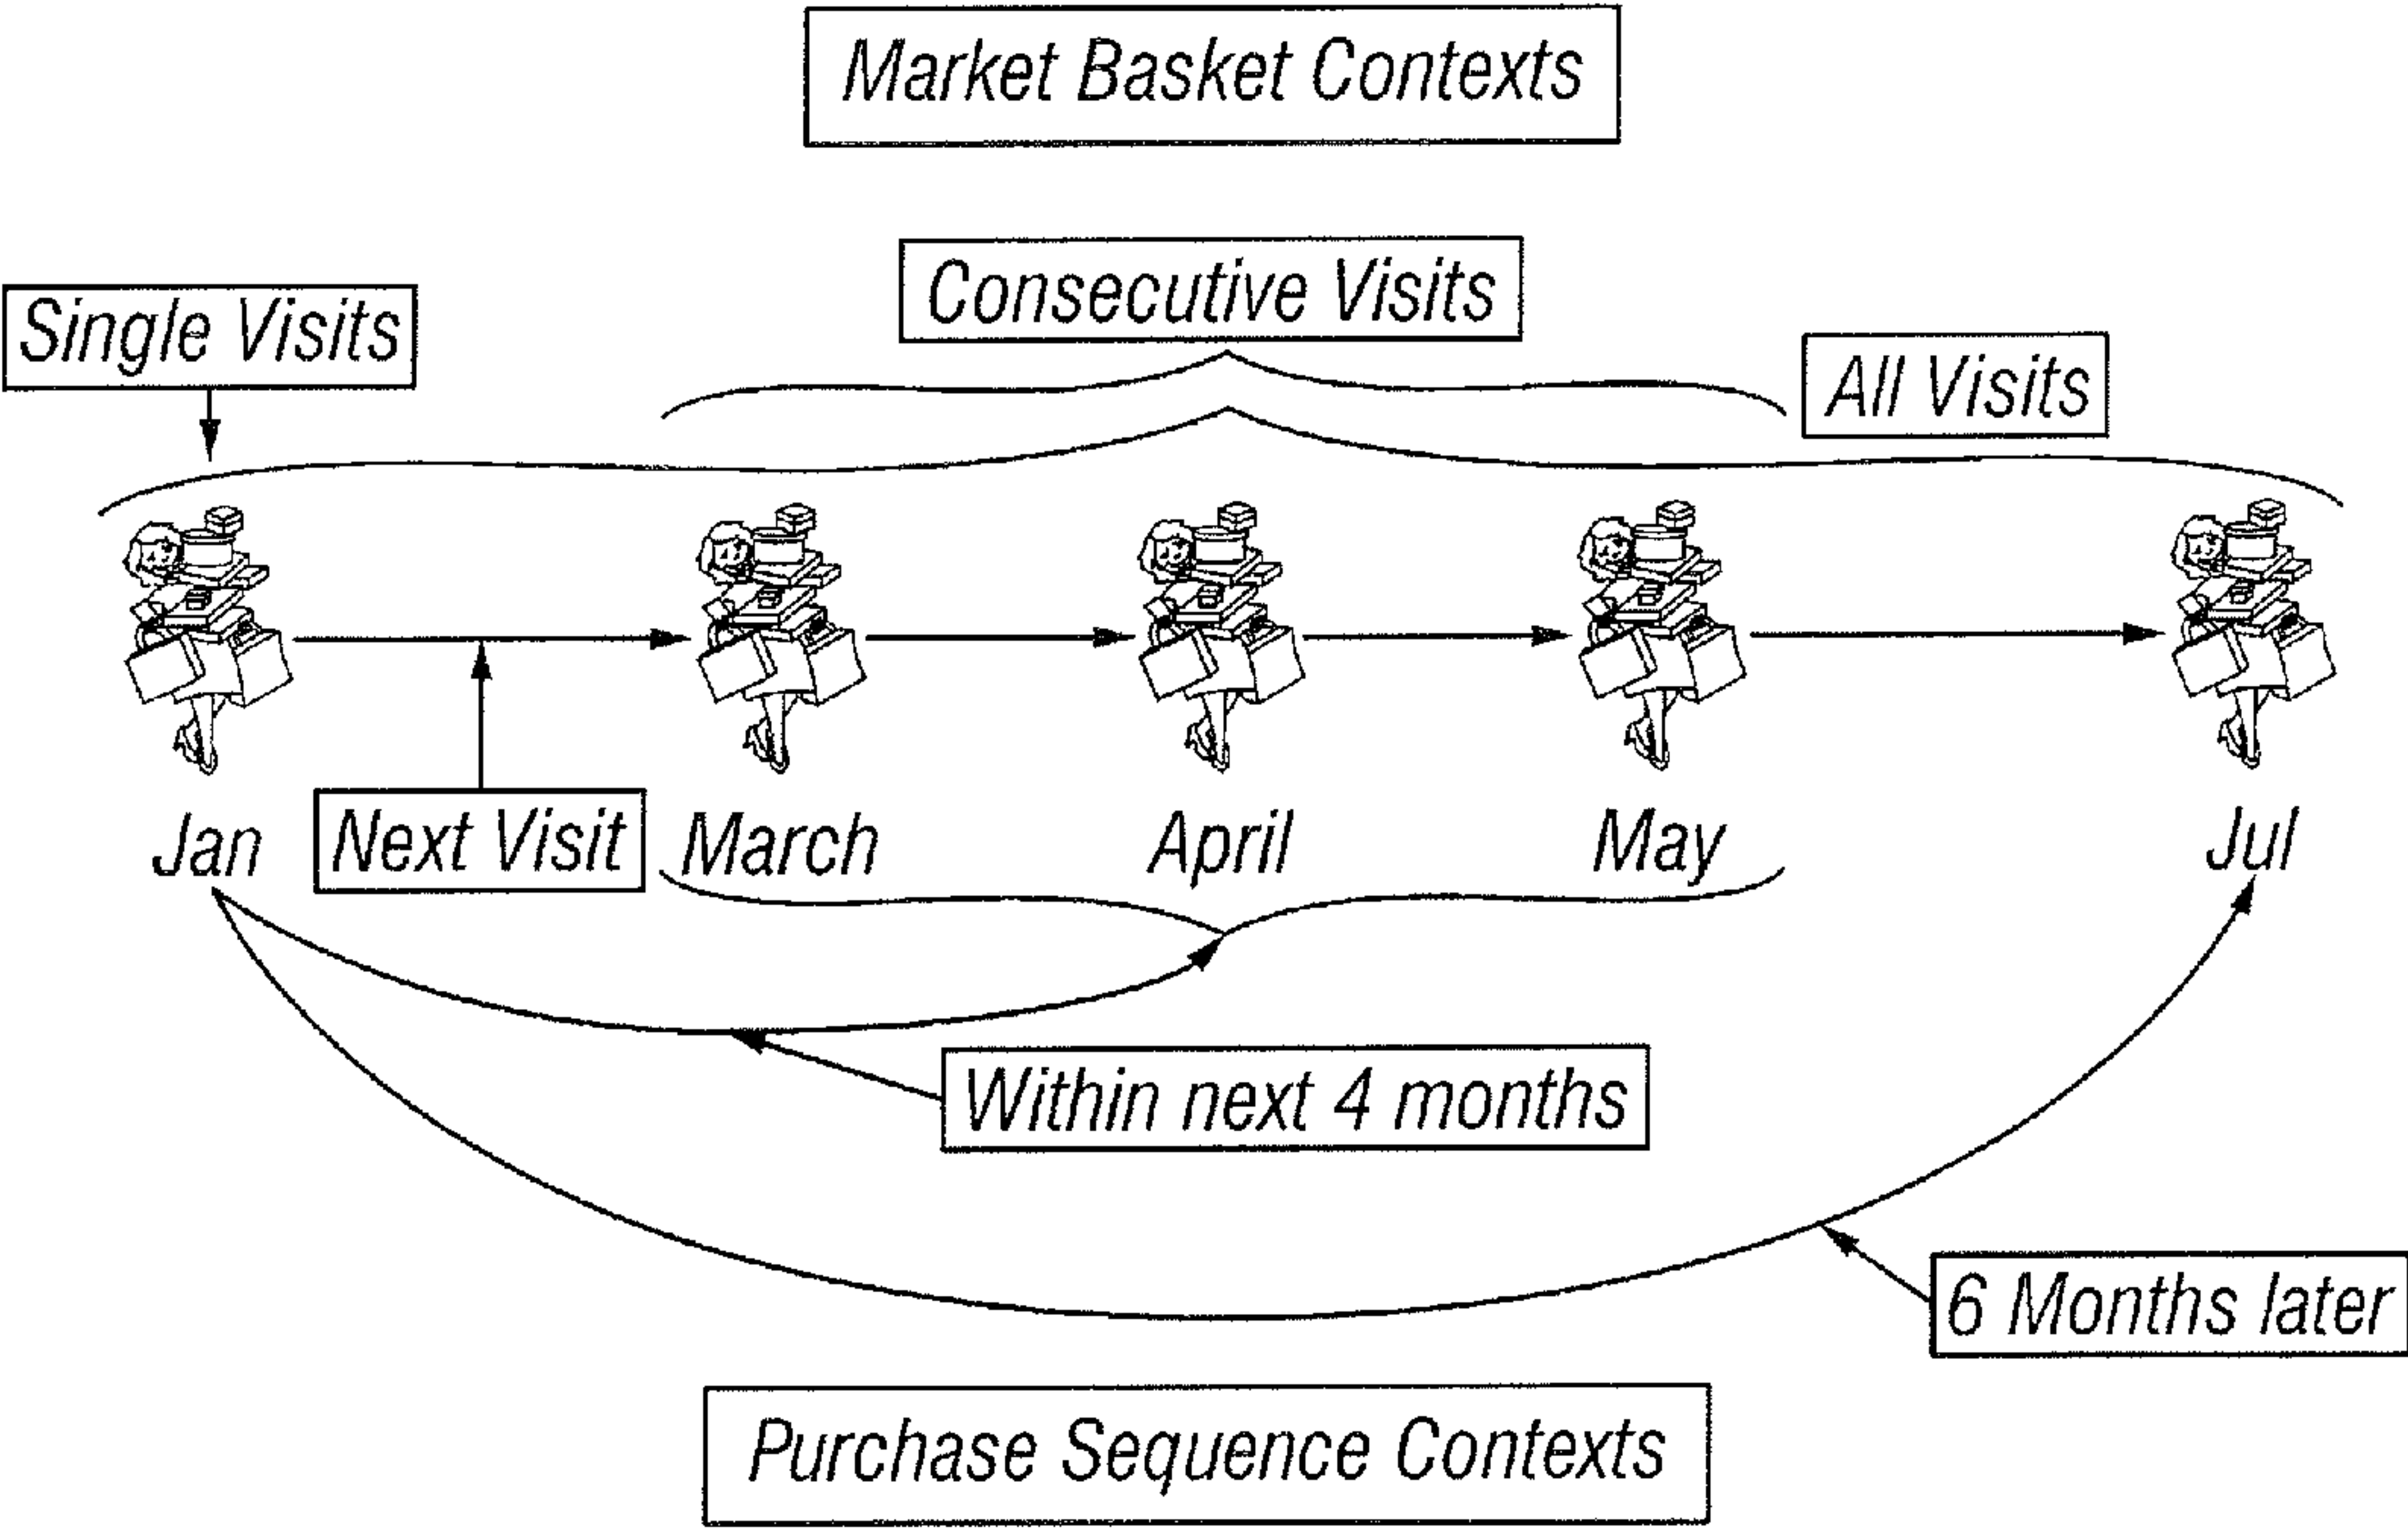 Market Basket Contexts
Consecutive Visits
Single Visits
All Visits
Jan
Next Visit
March
April
May
Jul
Within next 4 months
6 Months later
Purchase Sequence Contexts